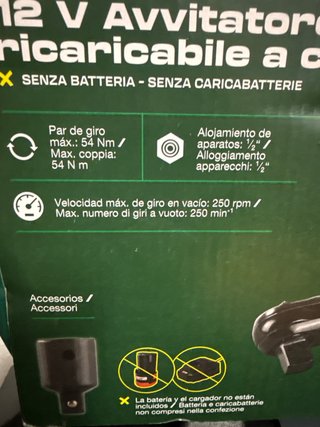 12 V Avvitatore
ricaricabile a c
SENZA BATTERIA – SENZA CARICABATTERIE
Par de giro
máx.: 54 Nm /
Max. coppia:
54 N m
Alojamiento de
aparatos: ½“ /
Alloggiamento
apparecchi: ½“
Velocidad máx. de giro en vacío: 250 rpm /
Max. numero di giri a vuoto: 250 min⁻¹
Accesorios /
Accessori
La batería y el cargador no están
incluidos / Batteria e caricabatterie
non compresi nella confezione